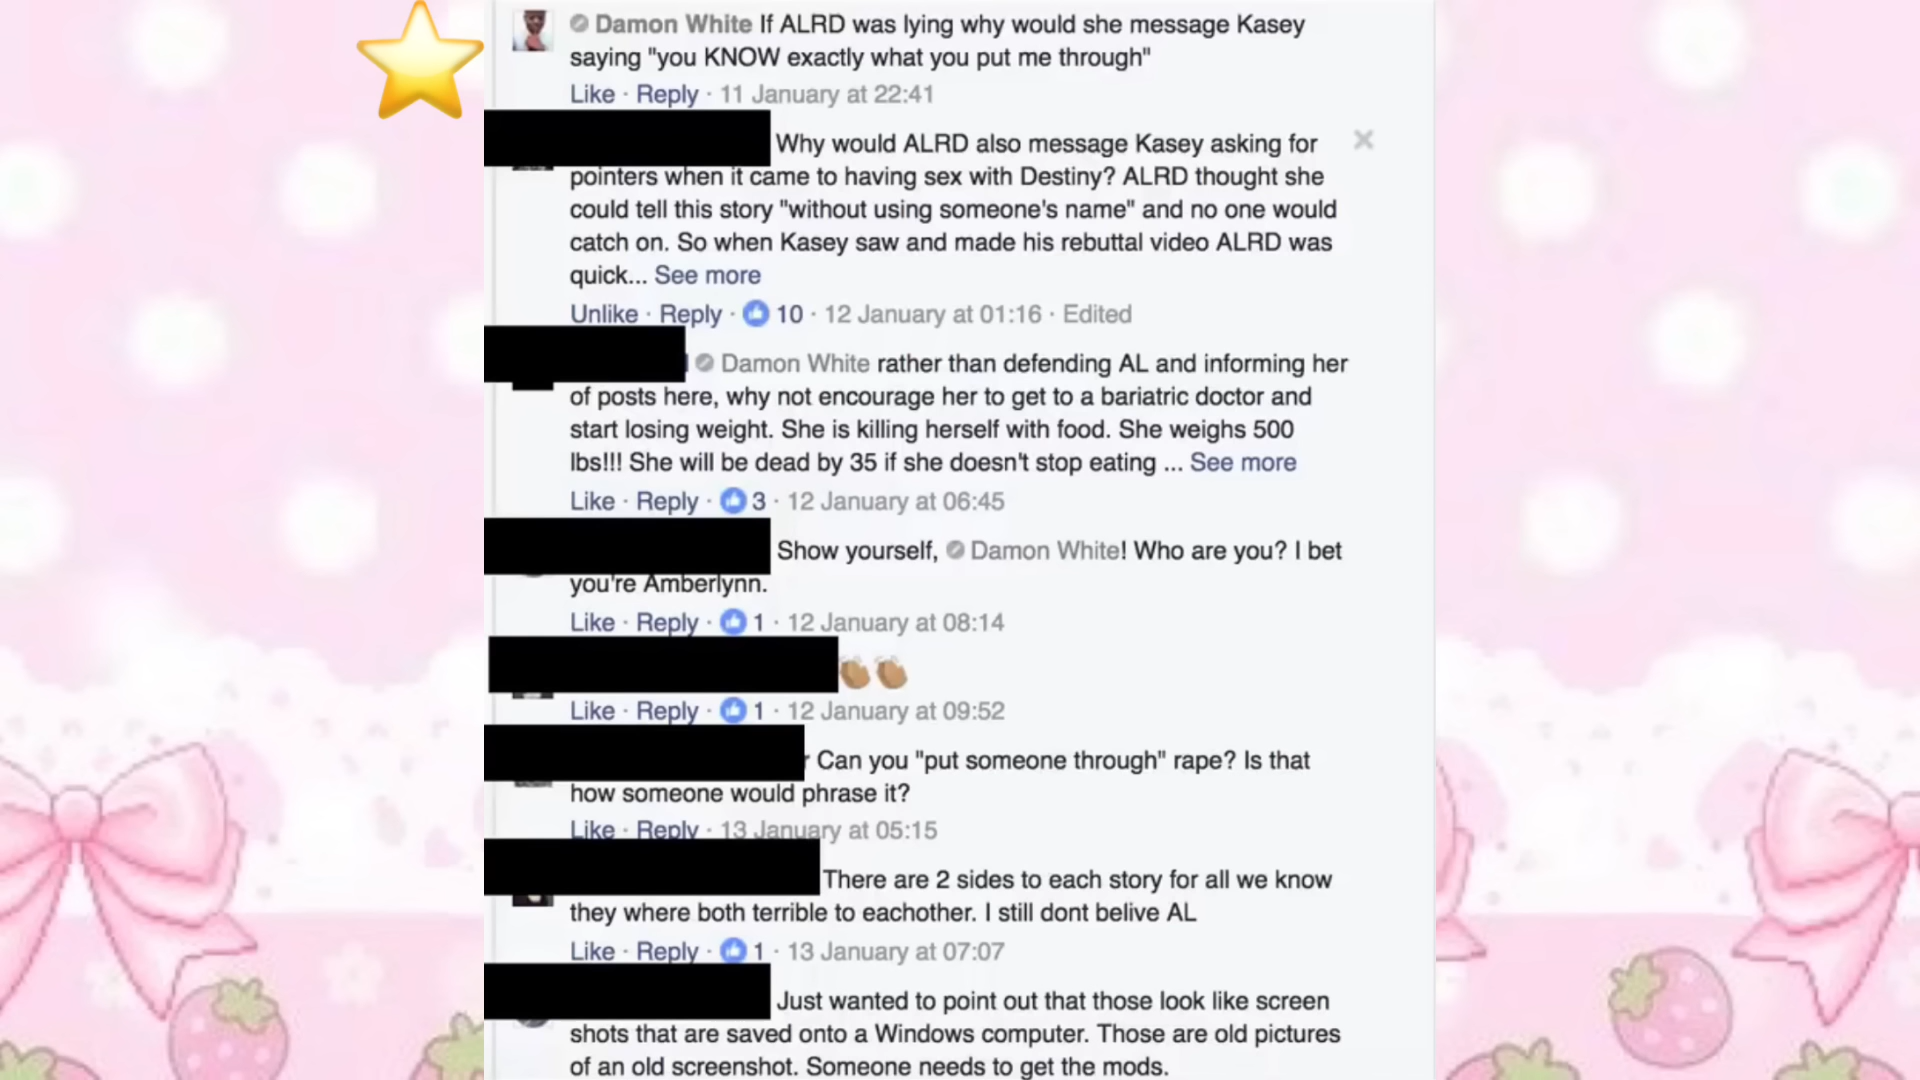 Damon White If ALRD was lying why would she message Kasey
saying "you KNOW exactly what you put me through"
Like · Reply · 11 January at 22:41
Why would ALRD also message Kasey asking for
pointers when it came to having sex with Destiny? ALRD thought she
could tell this story "without using someone's name" and no one would
catch on. So when Kasey saw and made his rebuttal video ALRD was
quick... See more
Unlike · Reply · 10 · 12 January at 01:16 · Edited
Damon White rather than defending AL and informing her
of posts here, why not encourage her to get to a bariatric doctor and
start losing weight. She is killing herself with food. She weighs 500
lbs!!! She will be dead by 35 if she doesn't stop eating ... See more
Like · Reply · 3 · 12 January at 06:45
Show yourself, Damon White! Who are you? I bet
you're Amberlynn.
Like · Reply · 1 · 12 January at 08:14
👏🏽👏🏽
Like · Reply · 1 · 12 January at 09:52
Can you "put someone through" rape? Is that
how someone would phrase it?
Like · Reply · 13 January at 05:15
There are 2 sides to each story for all we know
they where both terrible to eachother. I still dont belive AL
Like · Reply · 1 · 13 January at 07:07
Just wanted to point out that those look like screen
shots that are saved onto a Windows computer. Those are old pictures
of an old screenshot. Someone needs to get the mods.